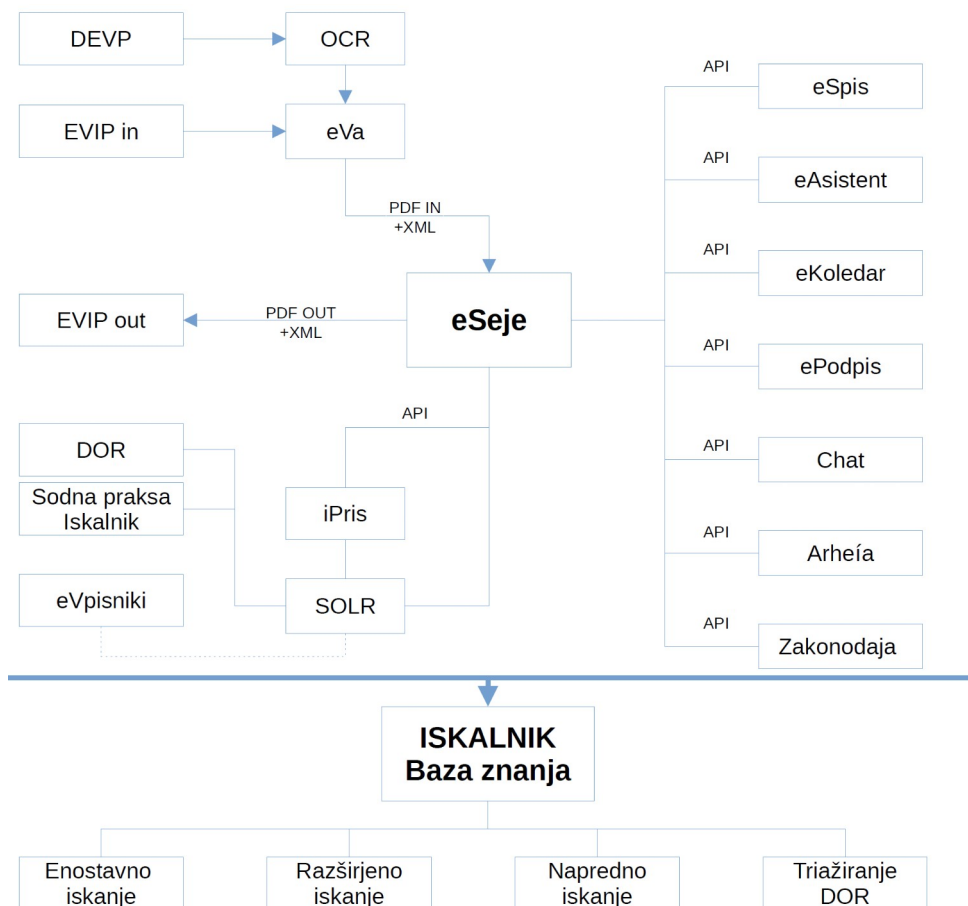 DEVP
OCR
EVIP in
eVa
PDF IN
+XML
EVIP out
PDF OUT
+XML
eSeje
API
DOR
Sodna praksa
Iskalnik
iPris
eVpisniki
SOLR
API
eSpis
API
eAsistent
API
eKoledar
API
ePodpis
API
Chat
API
Arheía
API
Zakonodaja
ISKALNIK
Baza znanja
Enostavno
iskanje
Razširjeno
iskanje
Napredno
iskanje
Triažiranje
DOR